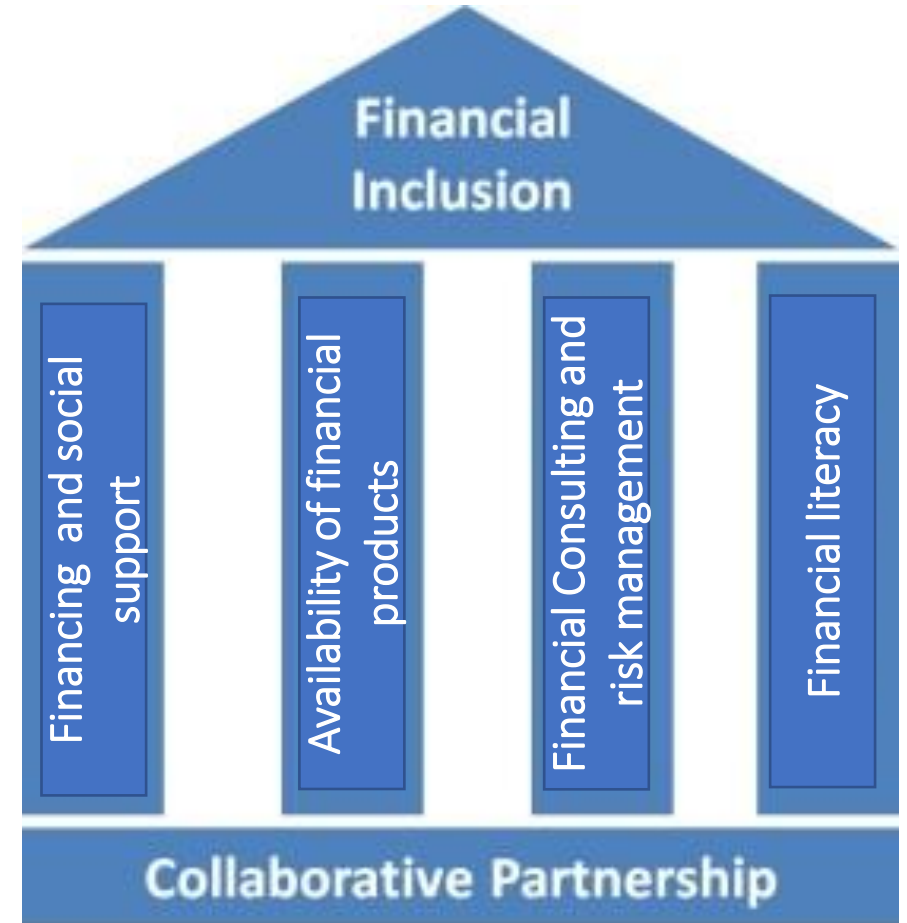 Financial
Inclusion
Financing  and social
support
Availability of financial
products
Financial Consulting and
risk management
Financial literacy
Collaborative Partnership